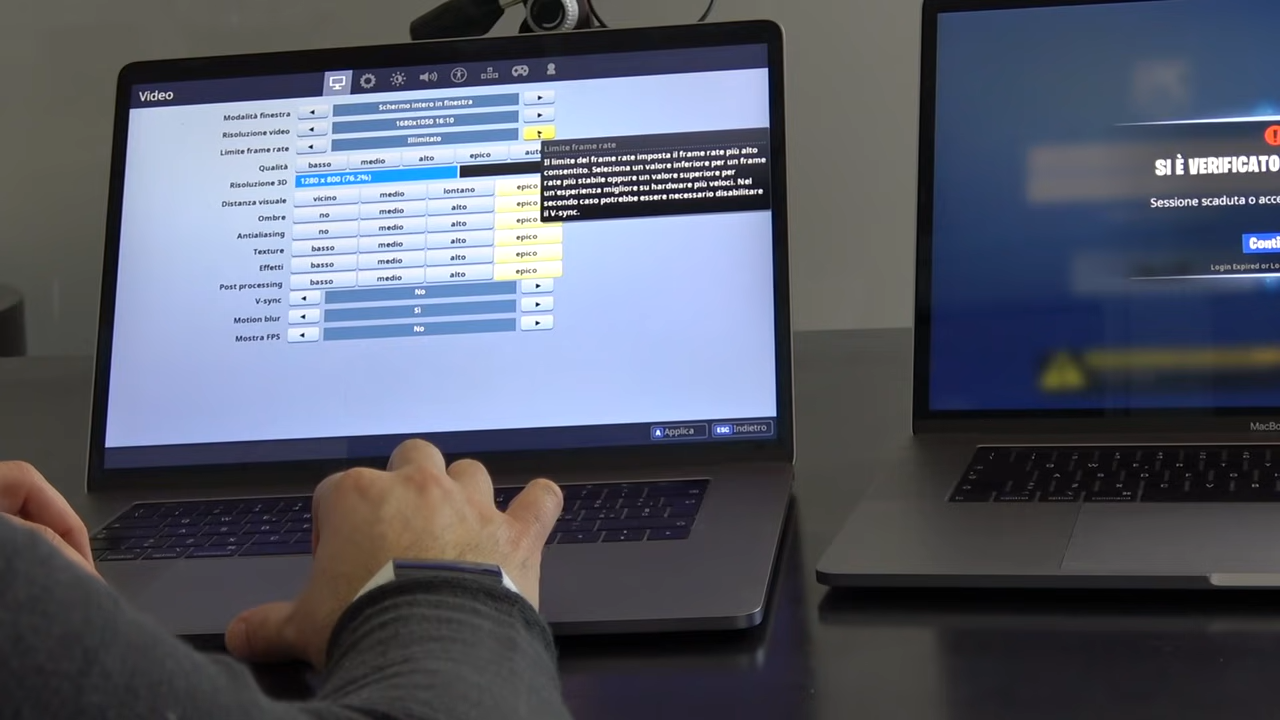 Video
Modalità finestra
Schermo intero in finestra
Risoluzione video
1680x1050 16:10
Limite frame rate
Illimitato
Qualità
basso medio alto epico
Risoluzione 3D
1280 x 800 (76.2%)
Distanza visuale
vicino medio lontano epico
Ombre
no medio alto epico
Antialiasing
no medio alto epico
Texture
basso medio alto epico
Effetti
basso medio alto epico
Post processing
basso medio alto epico
V-sync
No
Motion blur
Sì
Mostra FPS
No
Limite frame rate
Il limite del frame rate imposta il frame rate più alto
consentito. Seleziona un valore inferiore per un frame
rate più stabile oppure un valore superiore per
un'esperienza migliore su hardware più veloci. Nel
secondo caso potrebbe essere necessario disabilitare
il V-sync.
A Applica
ESC Indietro
SI È VERIFICATO
Sessione scaduta o acce
Conti
Login Expired or Lo
MacBo